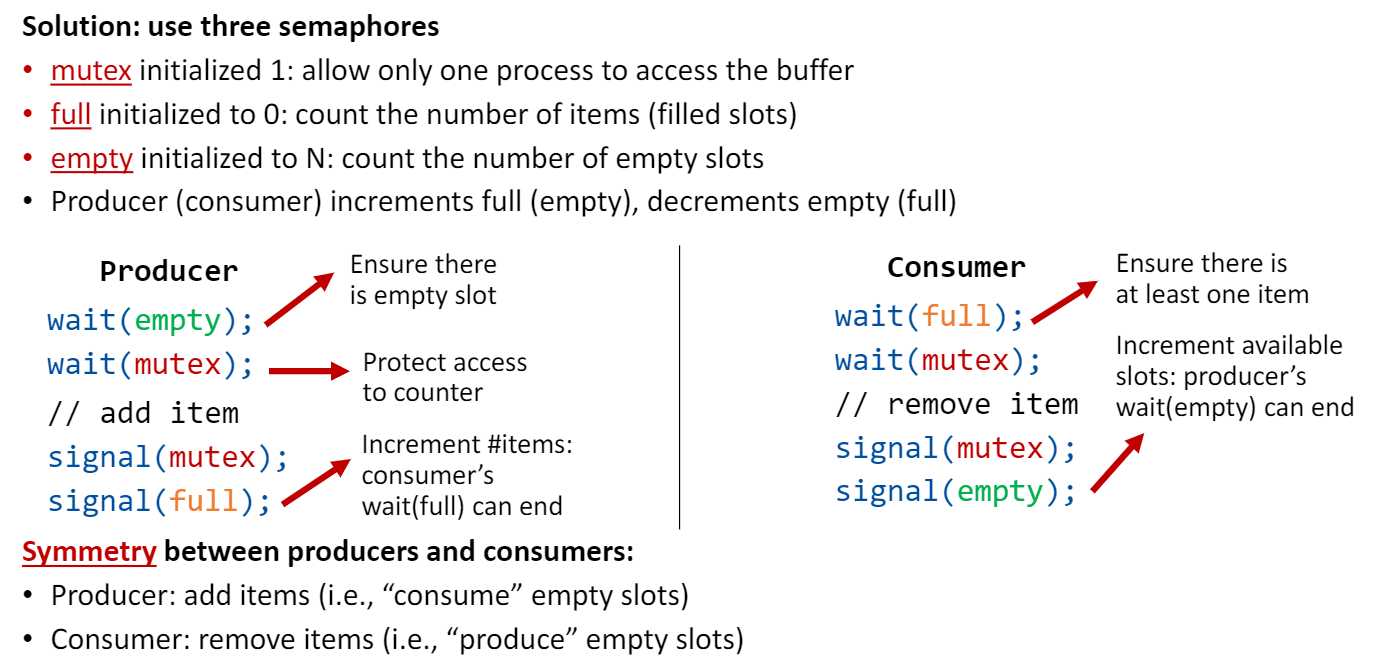 Solution: use three semaphores
• mutex initialized 1: allow only one process to access the buffer
• full initialized to 0: count the number of items (filled slots)
• empty initialized to N: count the number of empty slots
• Producer (consumer) increments full (empty), decrements empty (full)
Producer
wait(empty);
wait(mutex);
// add item
signal(mutex);
signal(full);
Ensure there
is empty slot
Protect access
to counter
Increment #items:
consumer’s
wait(full) can end
Consumer
wait(full);
wait(mutex);
// remove item
signal(mutex);
signal(empty);
Ensure there is
at least one item
Increment available
slots: producer’s
wait(empty) can end
Symmetry between producers and consumers:
• Producer: add items (i.e., “consume” empty slots)
• Consumer: remove items (i.e., “produce” empty slots)